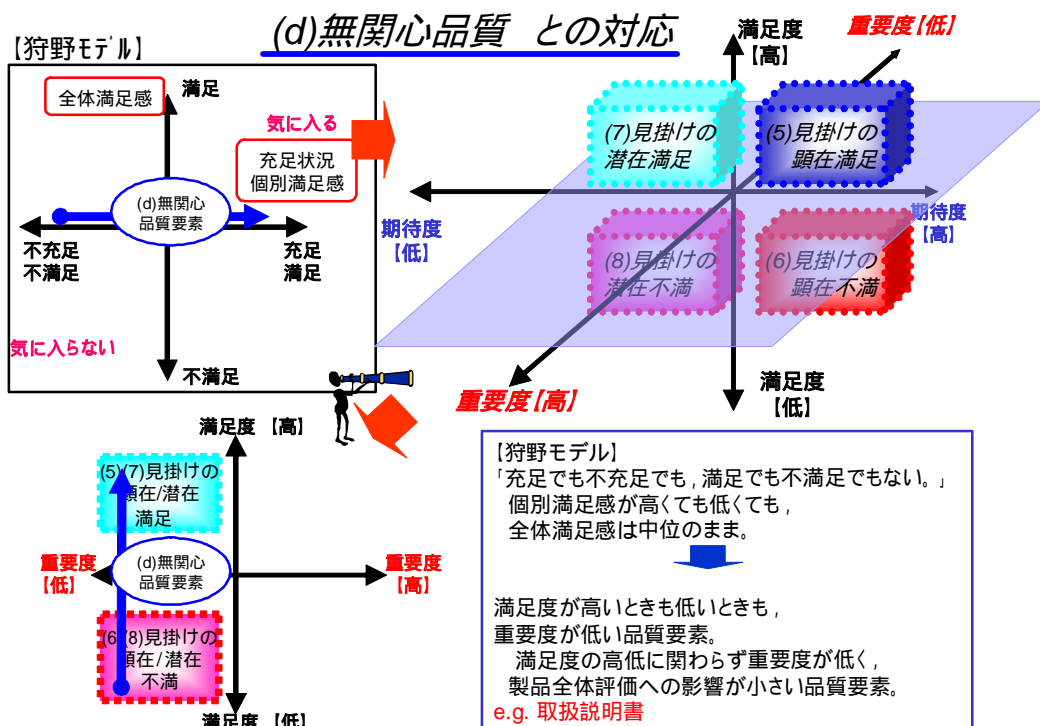 (d)無関心品質 との対応
【狩野モデル】
全体満足感
満足
気に入る
充足状況
個別満足感
(d)無関心
品質要素
不充足
不満足
充足
満足
気に入らない
不満足
満足度
【高】
重要度【低】
(7)見掛けの
潜在満足
(5)見掛けの
顕在満足
期待度
【低】
期待度
【高】
(8)見掛けの
潜在不満
(6)見掛けの
顕在不満
重要度【高】
満足度
【低】
満足度 【高】
(5)(7)見掛けの
顕在/潜在
満足
重要度
【低】
(d)無関心
品質要素
重要度
【高】
(6)(8)見掛けの
顕在/潜在
不満
満足度 【低】
【狩野モデル】
「充足でも不充足でも，満足でも不満足でもない。」
個別満足感が高くても低くても，
全体満足感は中位のまま。
満足度が高いときも低いときも，
重要度が低い品質要素。
満足度の高低に関わらず重要度が低く，
製品全体評価への影響が小さい品質要素。
e.g. 取扱説明書